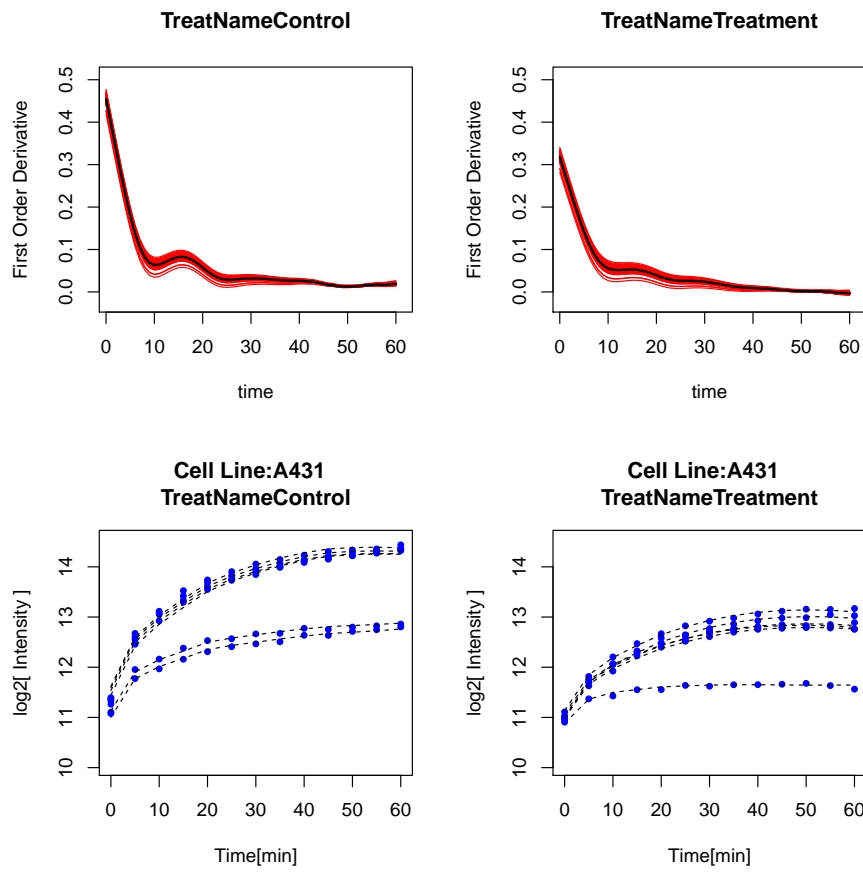 TreatNameControl
First Order Derivative
0.0 0.1 0.2 0.3 0.4 0.5
0 10 20 30 40 50 60
time
TreatNameTreatment
First Order Derivative
0.0 0.1 0.2 0.3 0.4 0.5
0 10 20 30 40 50 60
time
Cell Line:A431
TreatNameControl
log2[ Intensity ]
10 11 12 13 14
0 10 20 30 40 50 60
Time[min]
Cell Line:A431
TreatNameTreatment
log2[ Intensity ]
10 11 12 13 14
0 10 20 30 40 50 60
Time[min]